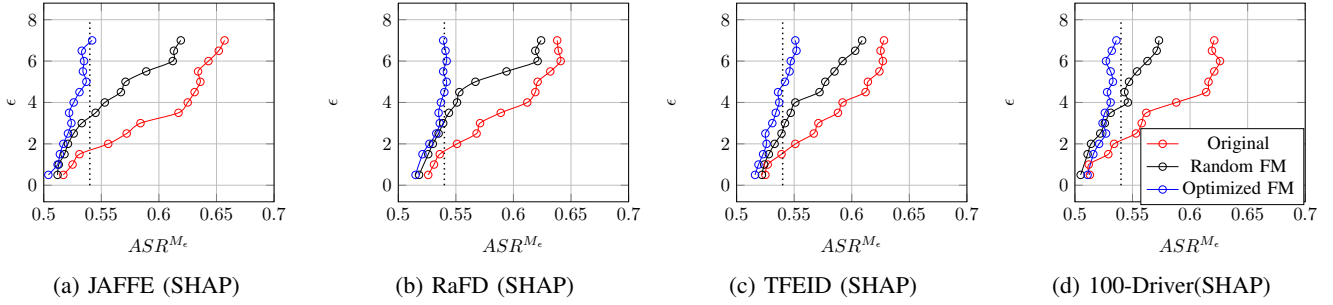 8
6
4
2
0
ϵ
0.5 0.55 0.6 0.65 0.7
ASR^{M_ϵ}
(a) JAFFE (SHAP)
8
6
4
2
0
ϵ
0.5 0.55 0.6 0.65 0.7
ASR^{M_ϵ}
(b) RaFD (SHAP)
8
6
4
2
0
ϵ
0.5 0.55 0.6 0.65 0.7
ASR^{M_ϵ}
(c) TFEID (SHAP)
8
6
4
2
0
ϵ
0.5 0.55 0.6 0.65 0.7
ASR^{M_ϵ}
Original
Random FM
Optimized FM
(d) 100-Driver(SHAP)